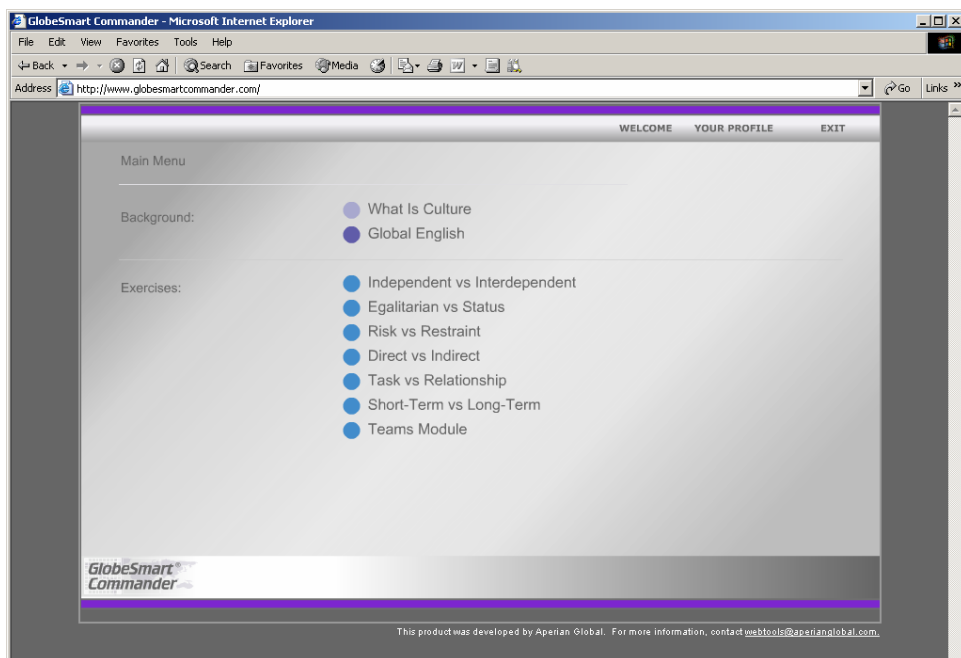 GlobeSmart Commander - Microsoft Internet Explorer
File Edit View Favorites Tools Help
Back Search Favorites Media
Address http://www.globesmartcommander.com/ Go Links »
WELCOME YOUR PROFILE EXIT
Main Menu
Background:
What Is Culture
Global English
Exercises:
Independent vs Interdependent
Egalitarian vs Status
Risk vs Restraint
Direct vs Indirect
Task vs Relationship
Short-Term vs Long-Term
Teams Module
GlobeSmart®
Commander
This product was developed by Aperian Global. For more information, contact webtools@aperianglobal.com.